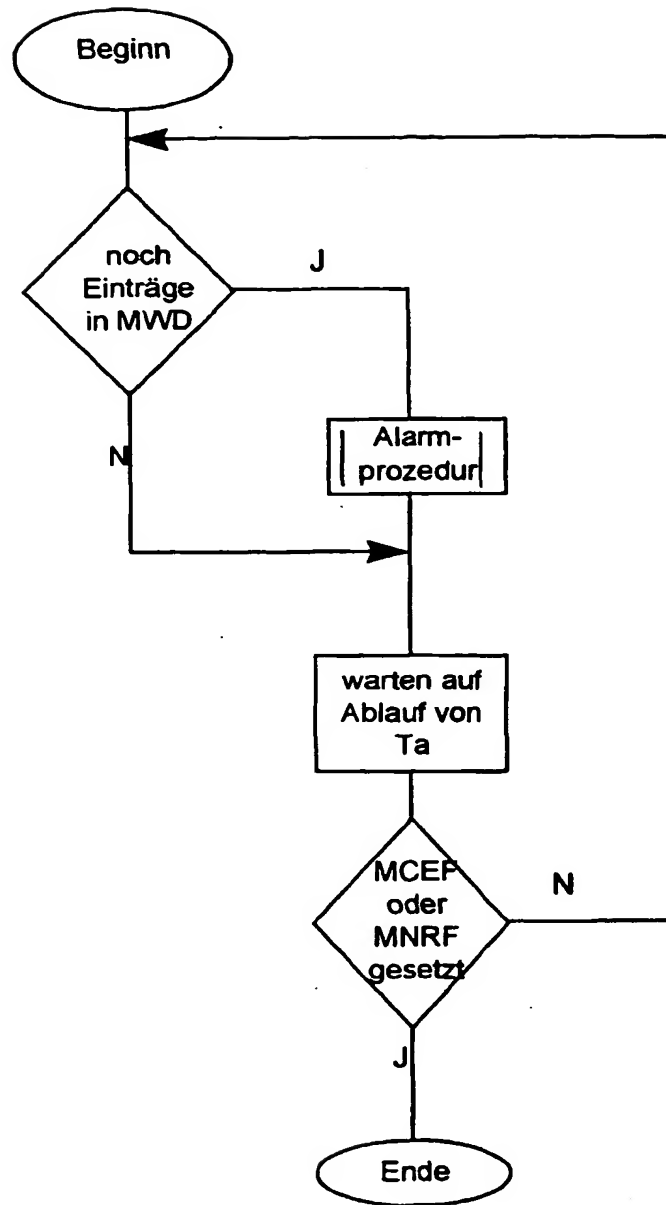 Beginn
noch
Einträge
in MWD
J
N
Alarm-
prozedur
warten auf
Ablauf von
Ta
MCEF
oder
MNRF
gesetzt
N
J
Ende